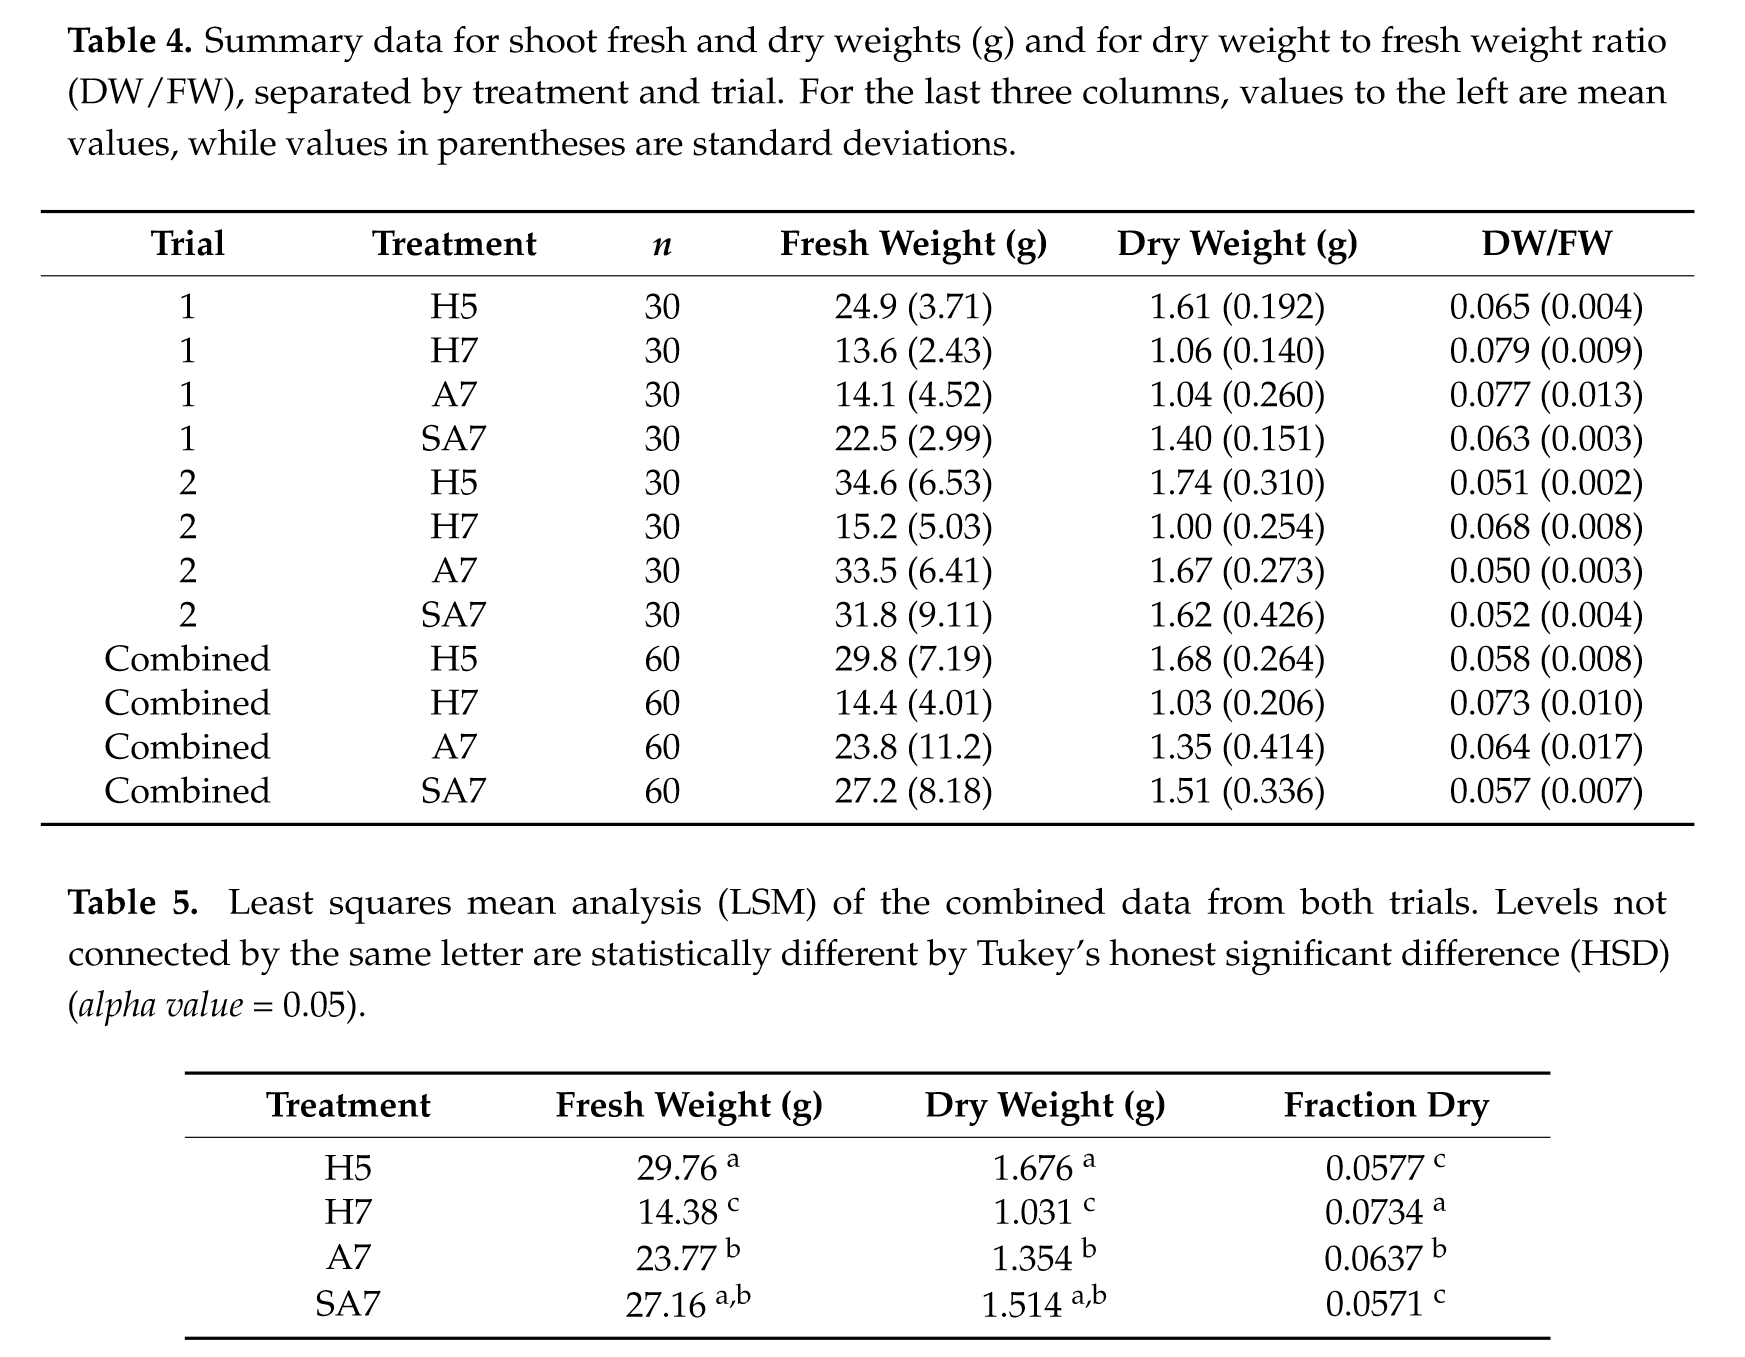 Table 4. Summary data for shoot fresh and dry weights (g) and for dry weight to fresh weight ratio
(DW/FW), separated by treatment and trial. For the last three columns, values to the left are mean
values, while values in parentheses are standard deviations.
Trial Treatment n Fresh Weight (g) Dry Weight (g) DW/FW
1 H5 30 24.9 (3.71) 1.61 (0.192) 0.065 (0.004)
1 H7 30 13.6 (2.43) 1.06 (0.140) 0.079 (0.009)
1 A7 30 14.1 (4.52) 1.04 (0.260) 0.077 (0.013)
1 SA7 30 22.5 (2.99) 1.40 (0.151) 0.063 (0.003)
2 H5 30 34.6 (6.53) 1.74 (0.310) 0.051 (0.002)
2 H7 30 15.2 (5.03) 1.00 (0.254) 0.068 (0.008)
2 A7 30 33.5 (6.41) 1.67 (0.273) 0.050 (0.003)
2 SA7 30 31.8 (9.11) 1.62 (0.426) 0.052 (0.004)
Combined H5 60 29.8 (7.19) 1.68 (0.264) 0.058 (0.008)
Combined H7 60 14.4 (4.01) 1.03 (0.206) 0.073 (0.010)
Combined A7 60 23.8 (11.2) 1.35 (0.414) 0.064 (0.017)
Combined SA7 60 27.2 (8.18) 1.51 (0.336) 0.057 (0.007)
Table 5. Least squares mean analysis (LSM) of the combined data from both trials. Levels not
connected by the same letter are statistically different by Tukey’s honest significant difference (HSD)
(alpha value = 0.05).
Treatment Fresh Weight (g) Dry Weight (g) Fraction Dry
H5 29.76 a 1.676 a 0.0577 c
H7 14.38 c 1.031 c 0.0734 a
A7 23.77 b 1.354 b 0.0637 b
SA7 27.16 a,b 1.514 a,b 0.0571 c